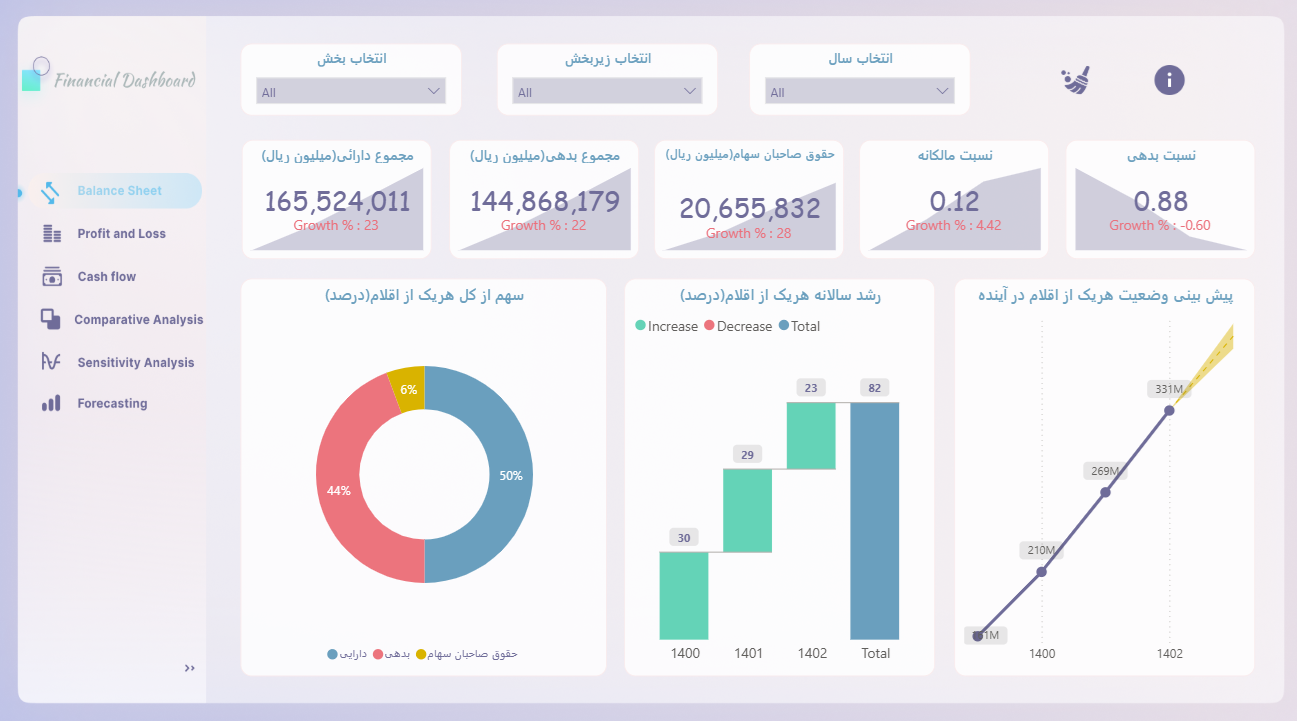 Financial Dashboard
انتخاب بخش
All
انتخاب زیربخش
All
انتخاب سال
All
Balance Sheet
Profit and Loss
Cash flow
Comparative Analysis
Sensitivity Analysis
Forecasting
مجموع دارائی(میلیون ریال)
165,524,011
Growth % : 23
مجموع بدهی(میلیون ریال)
144,868,179
Growth % : 22
حقوق صاحبان سهام(میلیون ریال)
20,655,832
Growth % : 28
نسبت مالکانه
0.12
Growth % : 4.42
نسبت بدهی
0.88
Growth % : -0.60
سهم از کل هریک از اقلام(درصد)
6%
50%
44%
دارایی بدهی حقوق صاحبان سهام
رشد سالانه هریک از اقلام(درصد)
Increase Decrease Total
23 82
29
30
1400 1401 1402 Total
پیش بینی وضعیت هریک از اقلام در آینده
331M
269M
210M
1400 1402